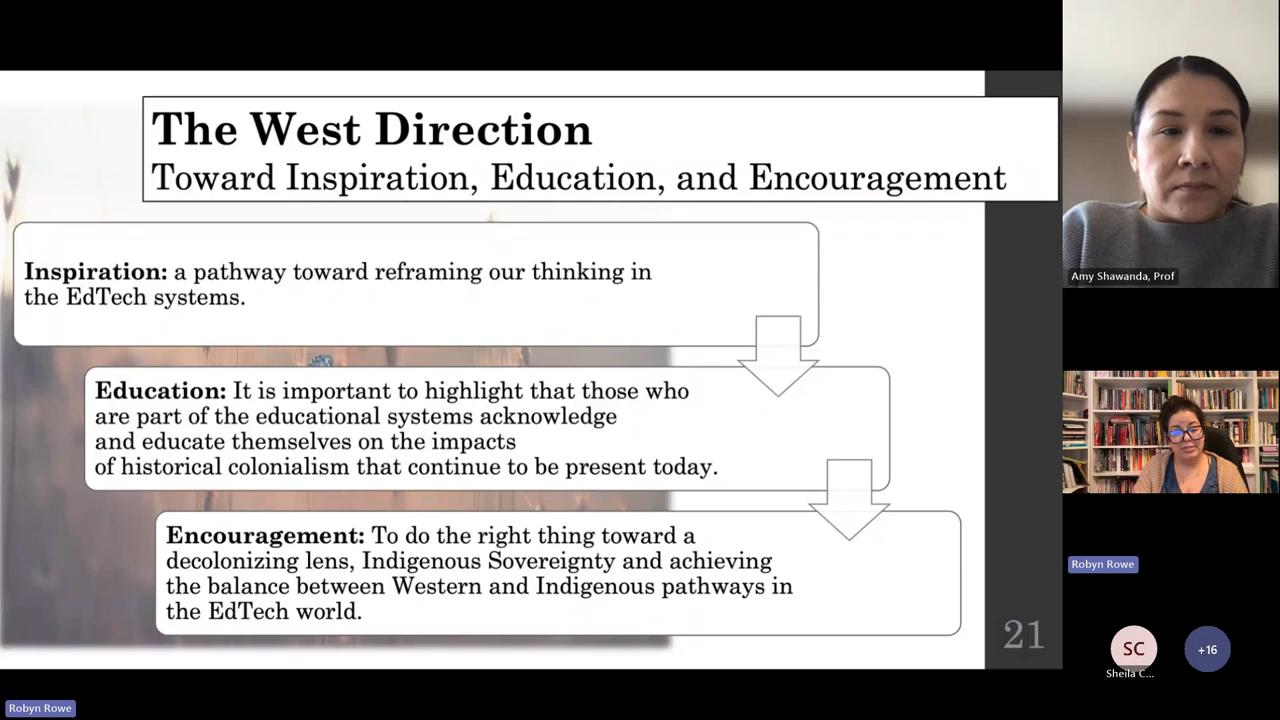 The West Direction
Toward Inspiration, Education, and Encouragement
Inspiration: a pathway toward reframing our thinking in
the EdTech systems.
Education: It is important to highlight that those who
are part of the educational systems acknowledge
and educate themselves on the impacts
of historical colonialism that continue to be present today.
Encouragement: To do the right thing toward a
decolonizing lens, Indigenous Sovereignty and achieving
the balance between Western and Indigenous pathways in
the EdTech world.
21
Amy Shawanda, Prof
Robyn Rowe
SC
Sheila C...
+16
Robyn Rowe